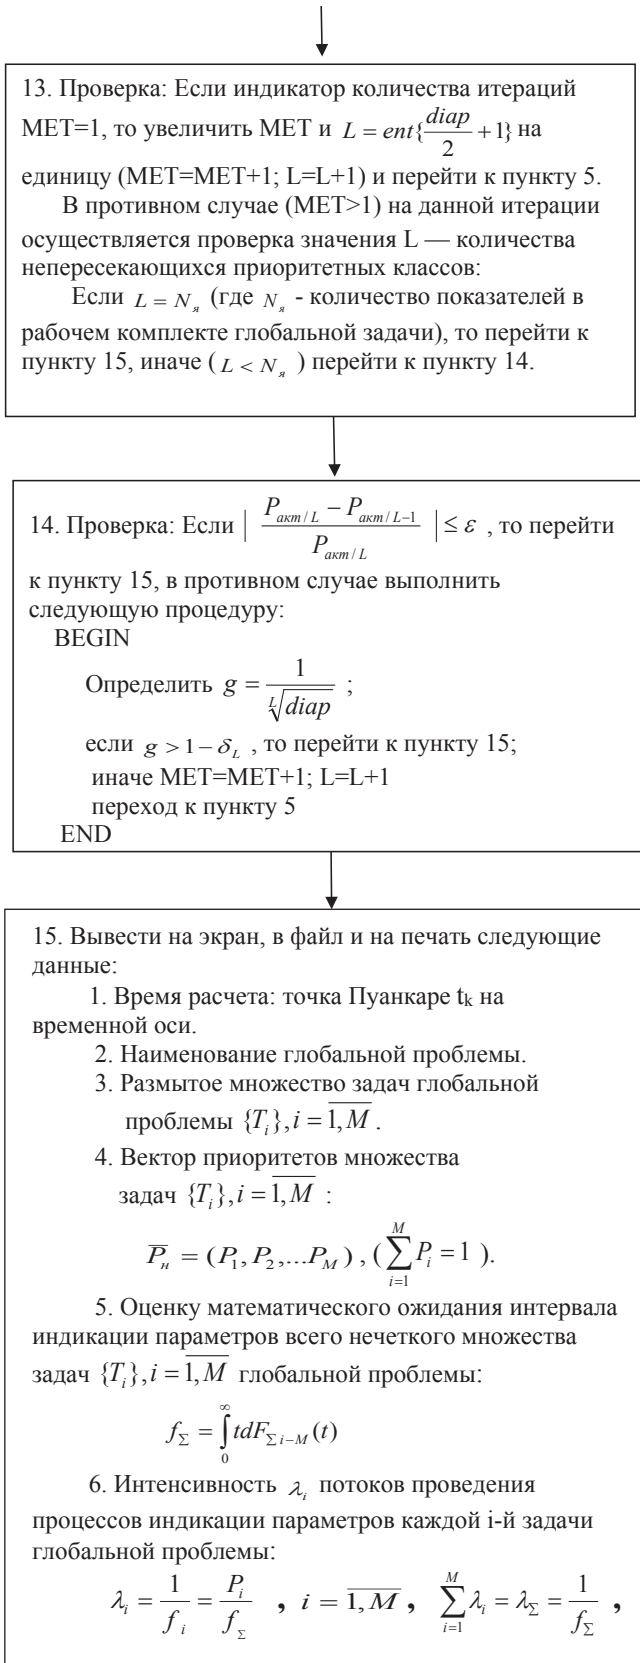 13. Проверка: Если индикатор количества итераций
МЕТ=1, то увеличить МЕТ и L = ent{diap/2 + 1} на
единицу (МЕТ=МЕТ+1; L=L+1) и перейти к пункту 5.
В противном случае (МЕТ>1) на данной итерации
осуществляется проверка значения L — количества
непересекающихся приоритетных классов:
Если L = N_я (где N_я - количество показателей в
рабочем комплекте глобальной задачи), то перейти к
пункту 15, иначе ( L < N_я ) перейти к пункту 14.
14. Проверка: Если | (P_акт/L − P_акт/L−1) / P_акт/L | ≤ ε , то перейти
к пункту 15, в противном случае выполнить
следующую процедуру:
BEGIN
Определить g = 1 / ᴸ√diap ;
если g > 1 − δ_L , то перейти к пункту 15;
иначе МЕТ=МЕТ+1; L=L+1
переход к пункту 5
END
15. Вывести на экран, в файл и на печать следующие
данные:
1. Время расчета: точка Пуанкаре t_k на
временной оси.
2. Наименование глобальной проблемы.
3. Размытое множество задач глобальной
проблемы {T_i}, i = 1,M̅ .
4. Вектор приоритетов множества
задач {T_i}, i = 1,M̅ :
P̅_н = (P_1, P_2,...P_M) , ( ∑_{i=1}^{M} P_i = 1 ).
5. Оценку математического ожидания интервала
индикации параметров всего нечеткого множества
задач {T_i}, i = 1,M̅ глобальной проблемы:
f_Σ = ∫_0^∞ tdF_{Σ i−M}(t)
6. Интенсивность λ_i потоков проведения
процессов индикации параметров каждой i-й задачи
глобальной проблемы:
λ_i = 1/f_i = P_i/f_Σ , i = 1,M̅ , ∑_{i=1}^{M} λ_i = λ_Σ = 1/f_Σ ,